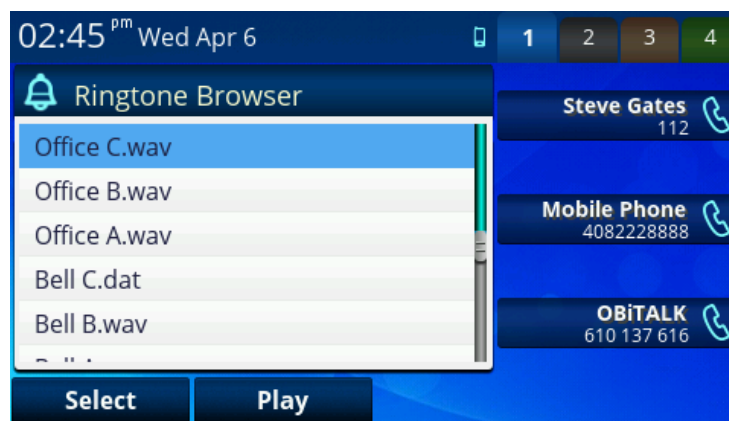 02:45 pm Wed Apr 6
1 2 3 4
Ringtone Browser
Office C.wav
Office B.wav
Office A.wav
Bell C.dat
Bell B.wav
Steve Gates
112
Mobile Phone
4082228888
OBiTALK
610 137 616
Select Play